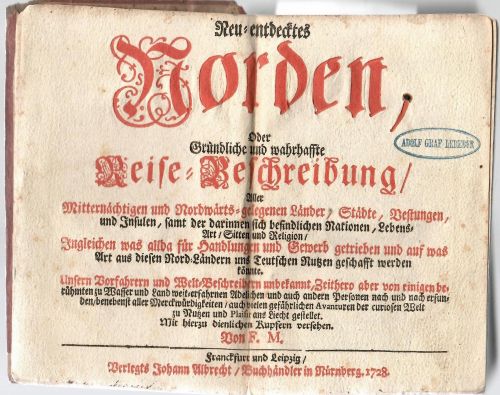 Neu-entdecktes
Norden,
Oder
Gründliche und wahrhaffte
Reise-Beschreibung/
Aller
Mitternächtigen und Nordwärts-gelegenen Länder, Städte, Vestungen,
und Insulen, samt der darinnen sich befindlichen Nationen, Lebens-
Art/ Sitten und Religion/
Ingleichen was allda für Handlungen und Gewerb getrieben und auf was
Art aus diesen Nord-Ländern uns Teutschen Nutzen geschafft werden
könnte.
Unsern Vorfahrern und Welt-Beschreibern unbekannt, Zeithero aber von einigen be-
rühmten zu Wasser und Land weit-erfahrnen Adelichen und auch andern Personen nach und nach erfun-
den/ benebenst aller Merckwürdigkeiten/ auch vielen gefährlichen Avanturen der curiosen Welt
zu Nutzen und Plaisir ans Liecht gestellet.
Mit hierzu dienlichen Kupfern versehen.
Von F. M.
Franckfurt und Leipzig/
Verlegts Johann Albrecht/ Buchhändler in Nürnberg. 1728.
ADOLF GRAF